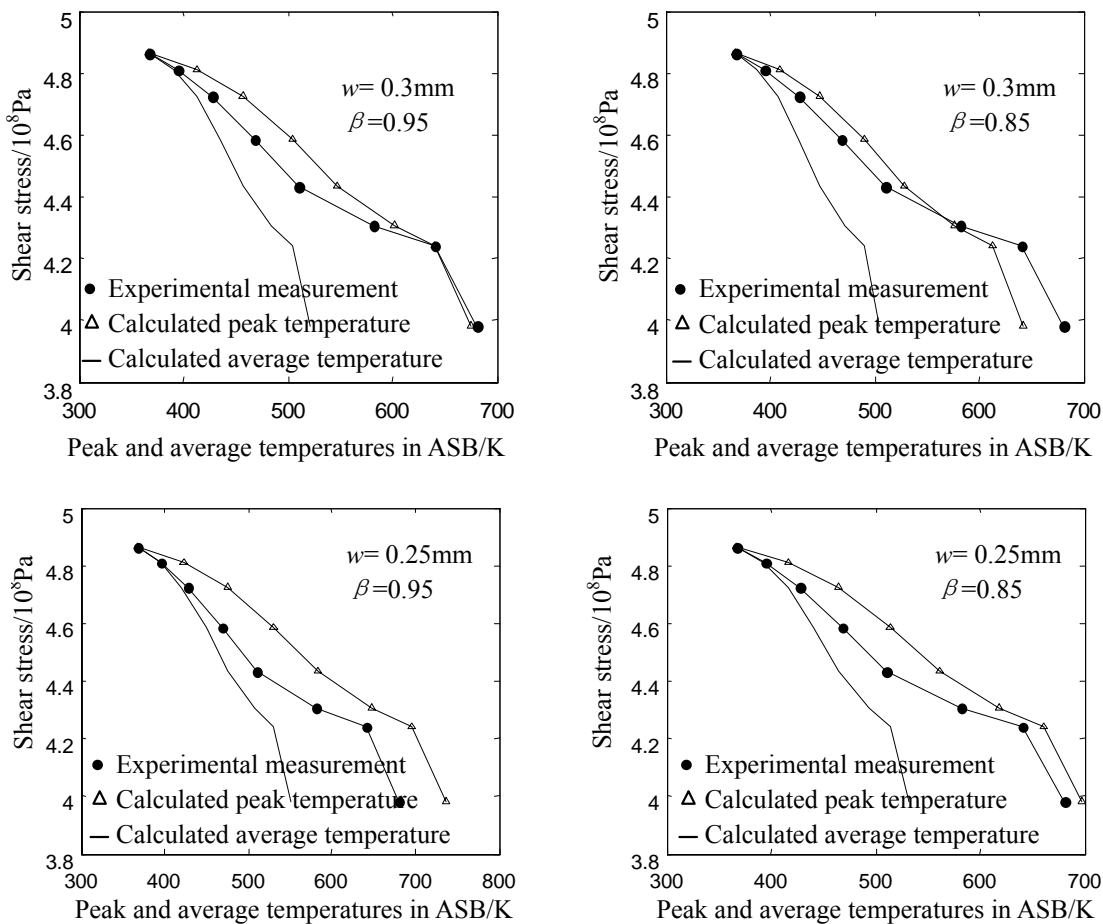 5
4.8
4.6
4.4
4.2
4
3.8
Shear stress/10⁸Pa
w= 0.3mm
β=0.95
Experimental measurement
Calculated peak temperature
Calculated average temperature
300 400 500 600 700
Peak and average temperatures in ASB/K
5
4.8
4.6
4.4
4.2
4
3.8
Shear stress/10⁸Pa
w= 0.3mm
β=0.85
Experimental measurement
Calculated peak temperature
Calculated average temperature
300 400 500 600 700
Peak and average temperatures in ASB/K
5
4.8
4.6
4.4
4.2
4
3.8
Shear stress/10⁸Pa
w= 0.25mm
β=0.95
Experimental measurement
Calculated peak temperature
Calculated average temperature
300 400 500 600 700 800
Peak and average temperatures in ASB/K
5
4.8
4.6
4.4
4.2
4
3.8
Shear stress/10⁸Pa
w= 0.25mm
β=0.85
Experimental measurement
Calculated peak temperature
Calculated average temperature
300 400 500 600 700
Peak and average temperatures in ASB/K